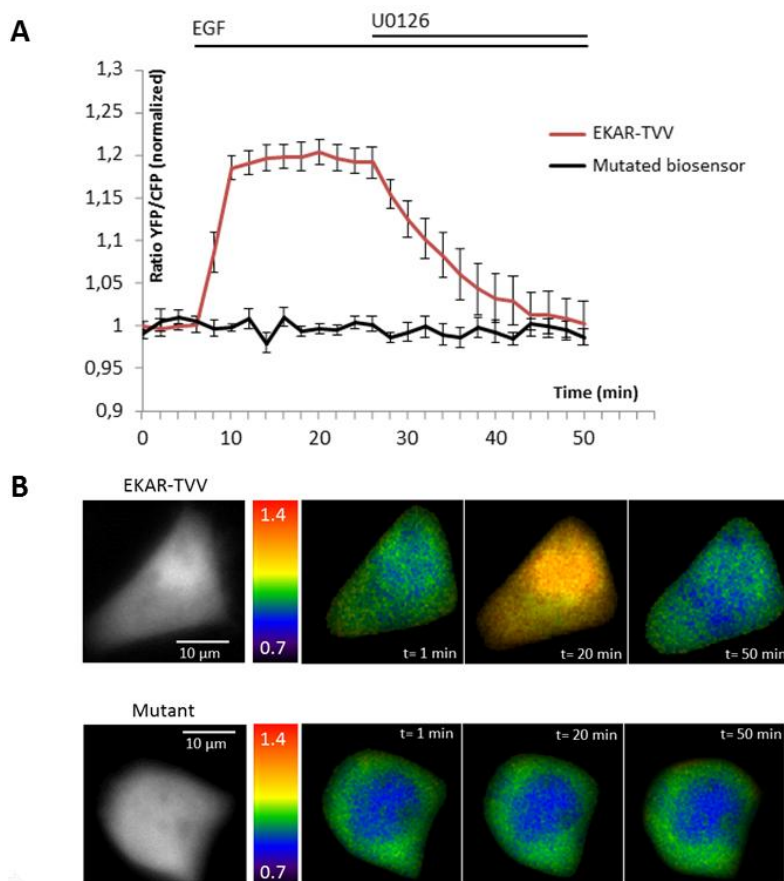 A
U0126
EGF
1,3
1,25
1,2
1,15
1,1
1,05
1
0,95
0,9
Ratio YFP/CFP (normalized)
EKAR-TVV
Mutated biosensor
Time (min)
0 10 20 30 40 50
B
EKAR-TVV
1.4
0.7
10 µm
t= 1 min
t= 20 min
t= 50 min
Mutant
10 µm
1.4
0.7
t= 1 min
t= 20 min
t= 50 min